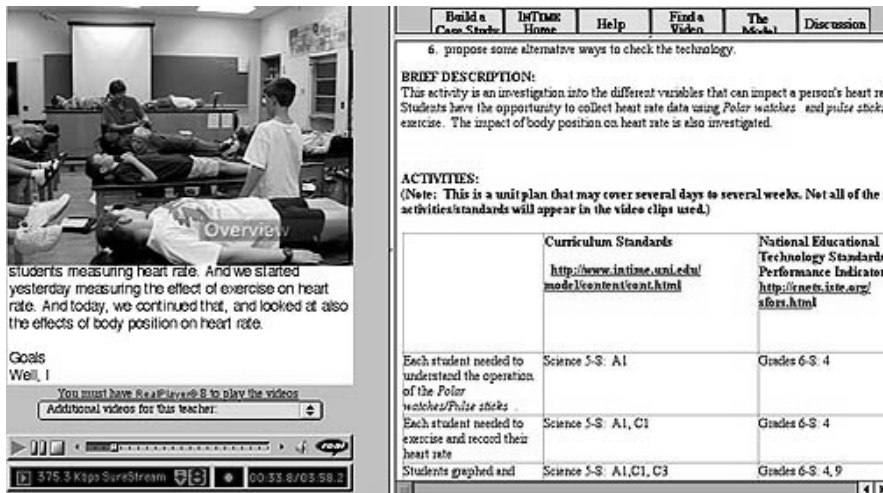 Overview
students measuring heart rate. And we started
yesterday measuring the effect of exercise on heart
rate. And today, we continued that, and looked at also
the effects of body position on heart rate.
Goals
Well, I
You must have RealPlayer® 8 to play the videos
Additional videos for this teacher:
real
375.3 Kbps SureStream
00:33.8/03:58.2
Build a
Case Study
INTIME
Home
Help
Find a
Video
The
Model
Discussion
6. propose some alternative ways to check the technology.
BRIEF DESCRIPTION:
This activity is an investigation into the different variables that can impact a person's heart ra
Students have the opportunity to collect heart rate data using Polar watches and pulse stick
exercise. The impact of body position on heart rate is also investigated.
ACTIVITIES:
(Note: This is a unit plan that may cover several days to several weeks. Not all of the
activities/standards will appear in the video clips used.)
Curriculum Standards
http://www.intime.uni.edu/
model/content/cont.html
National Educational
Technology Standards
Performance Indicator
http://cnets.iste.org/
sfors.html
Each student needed to
understand the operation
of the Polar
watches/Pulse sticks .
Science 5-8: A1
Grades 6-8: 4
Each student needed to
exercise and record their
heart rate
Science 5-8: A1, C1
Grades 6-8: 4
Students graphed and
Science 5-8: A1,C1, C3
Grades 6-8: 4, 9